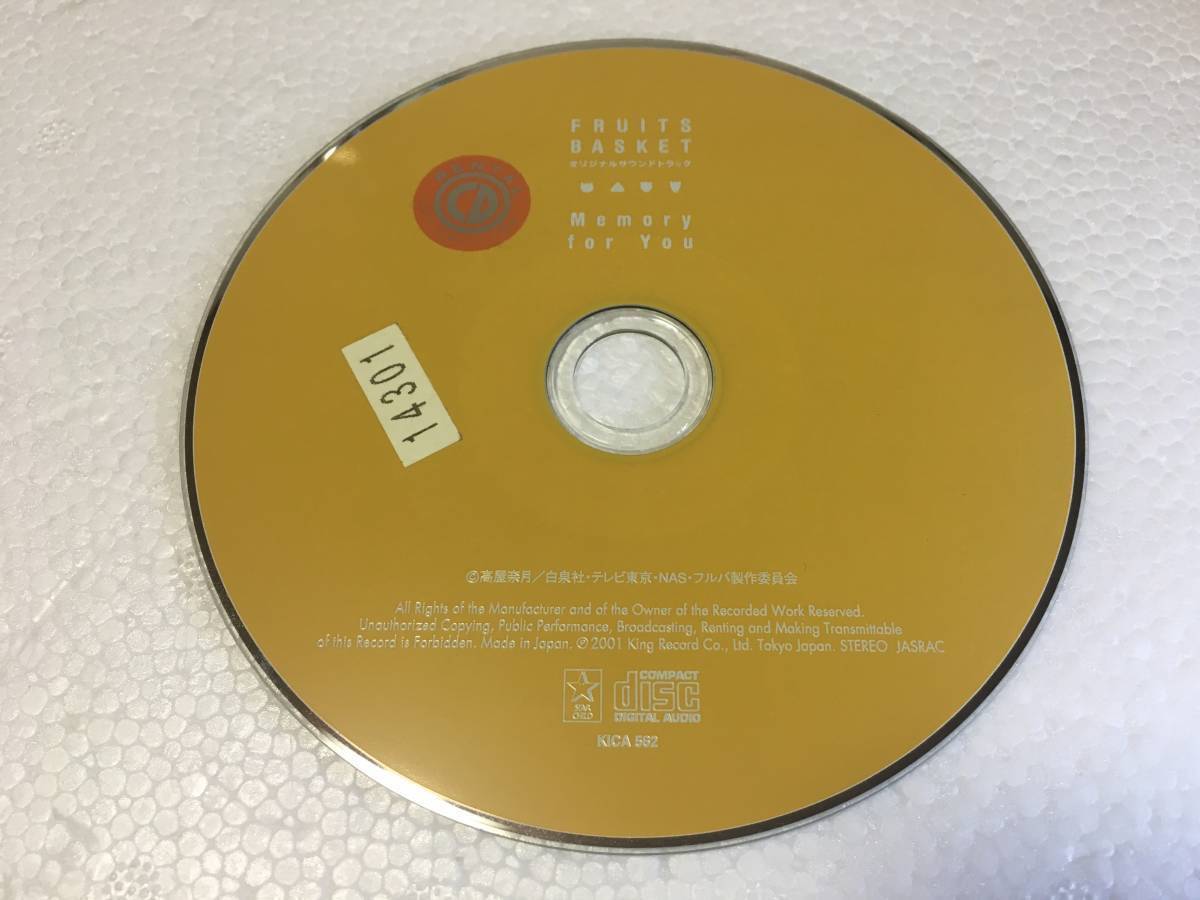 FRUITS
BASKET
オリジナルサウンドトラック
RENTAL
CD
Memory
for You
14301
©高屋奈月／白泉社・テレビ東京・NAS・フルバ製作委員会
All Rights of the Manufacturer and of the Owner of the Recorded Work Reserved.
Unauthorized Copying, Public Performance, Broadcasting, Renting and Making Transmittable
of this Record is Forbidden. Made in Japan. ℗2001 King Record Co., Ltd. Tokyo Japan. STEREO JASRAC
STAR
CHILD
COMPACT
disc
DIGITAL AUDIO
KICA 562